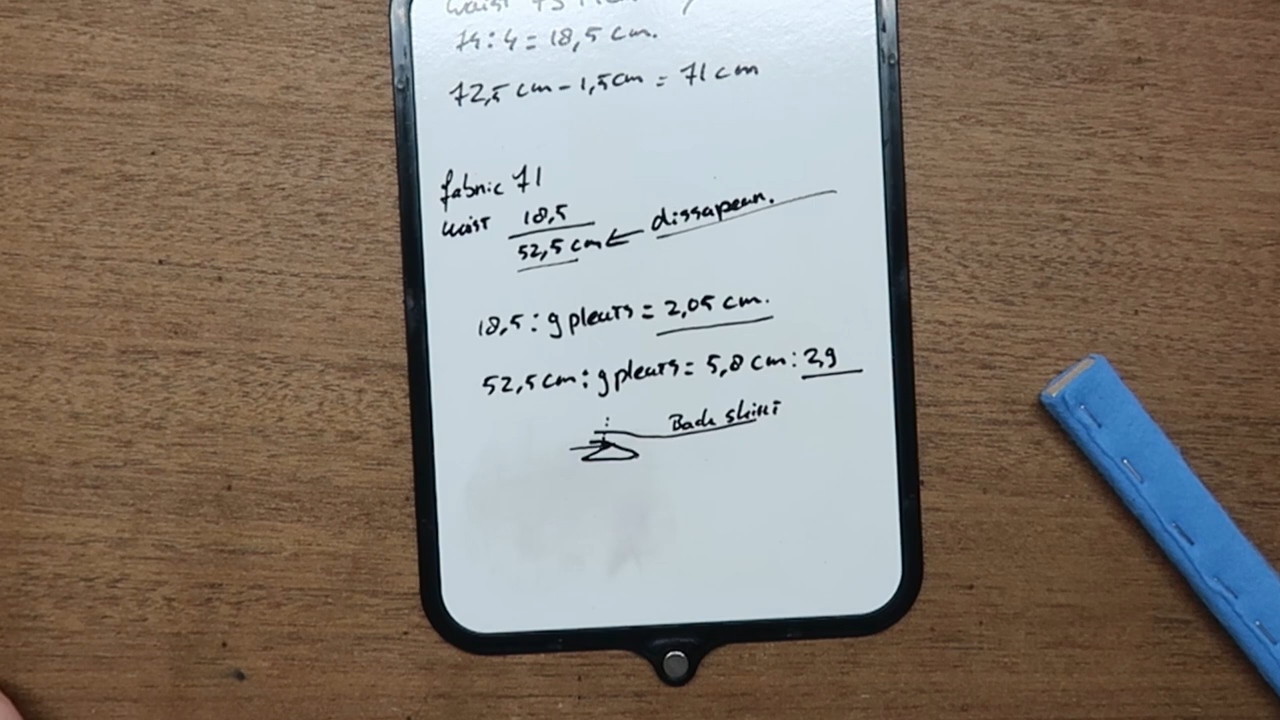 waist 73
74:4 = 18,5 cm.
72,5 cm - 1,5 cm = 71 cm
fabric 71
waist 18,5
52,5 cm ← dissapear.
18,5 : 9 pleats = 2,05 cm.
52,5 cm : 9 pleats = 5,8 cm : 2,9
Back skirt